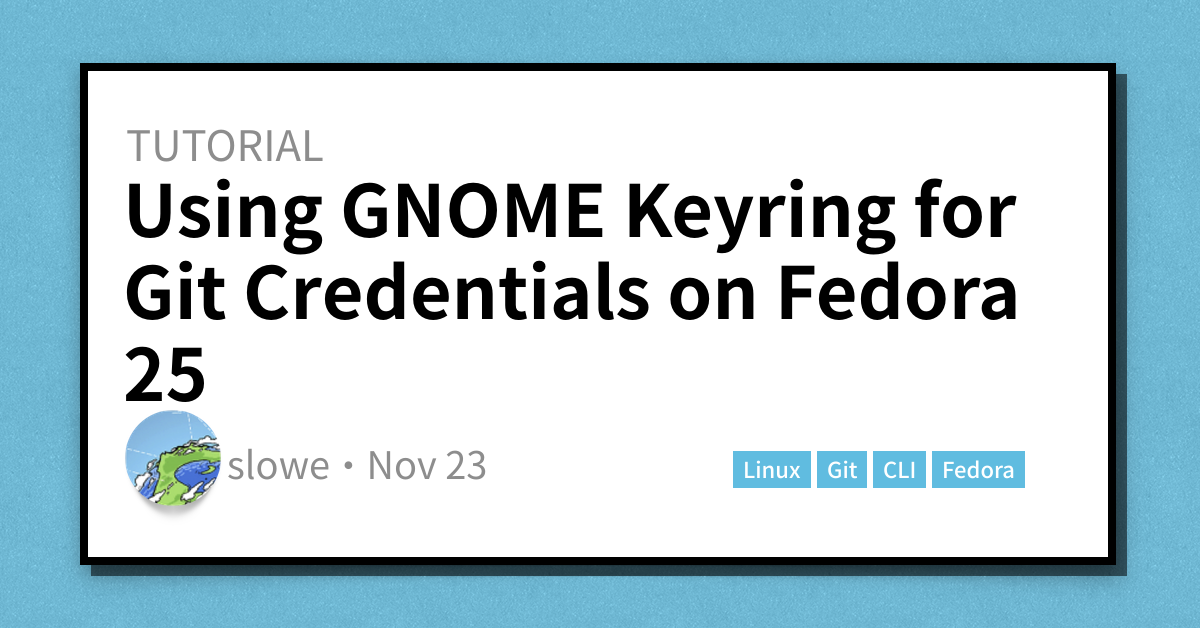 TUTORIAL
Using GNOME Keyring for
Git Credentials on Fedora
25
slowe • Nov 23
Linux Git CLI Fedora